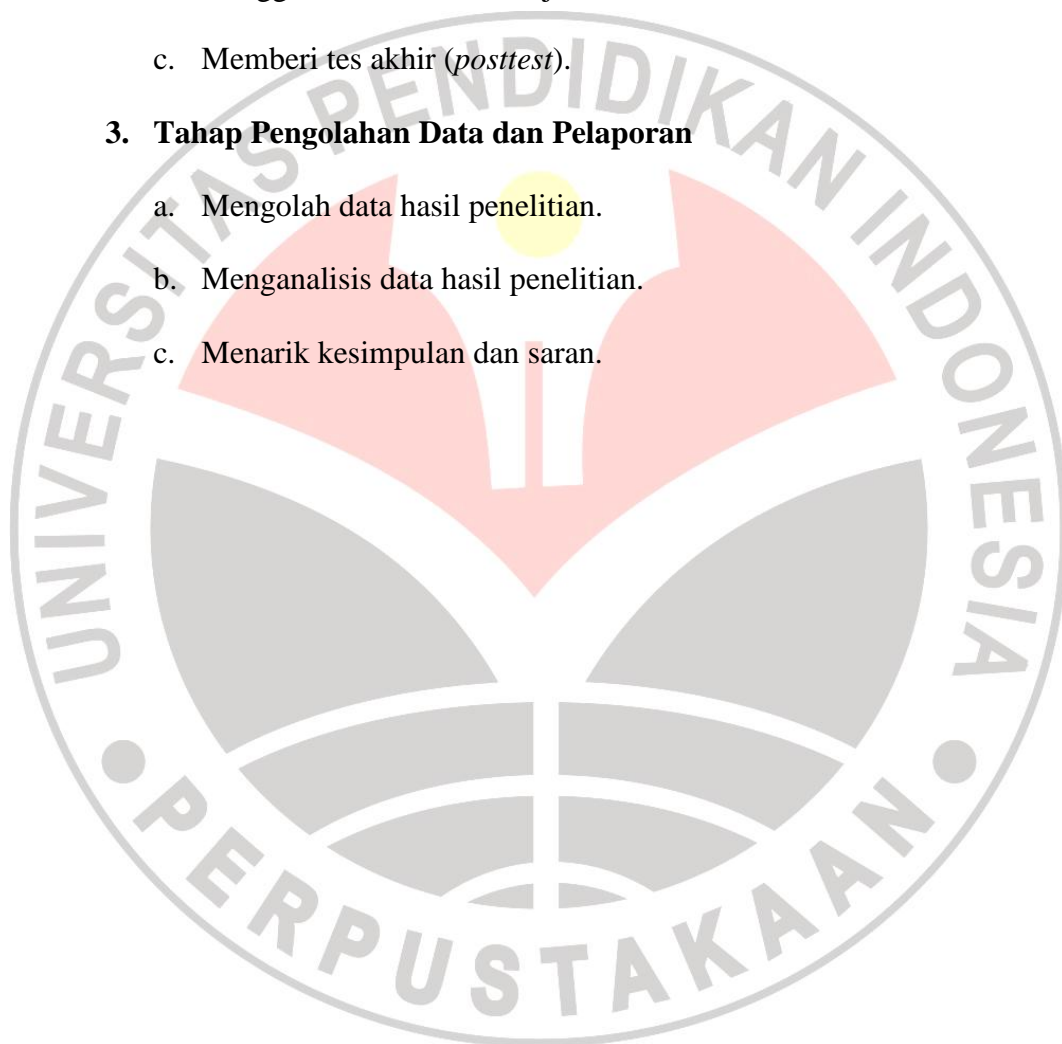 c. Memberi tes akhir (posttest).
3. Tahap Pengolahan Data dan Pelaporan
a. Mengolah data hasil penelitian.
b. Menganalisis data hasil penelitian.
c. Menarik kesimpulan dan saran.
UNIVERSITAS PENDIDIKAN INDONESIA
PERPUSTAKAAN